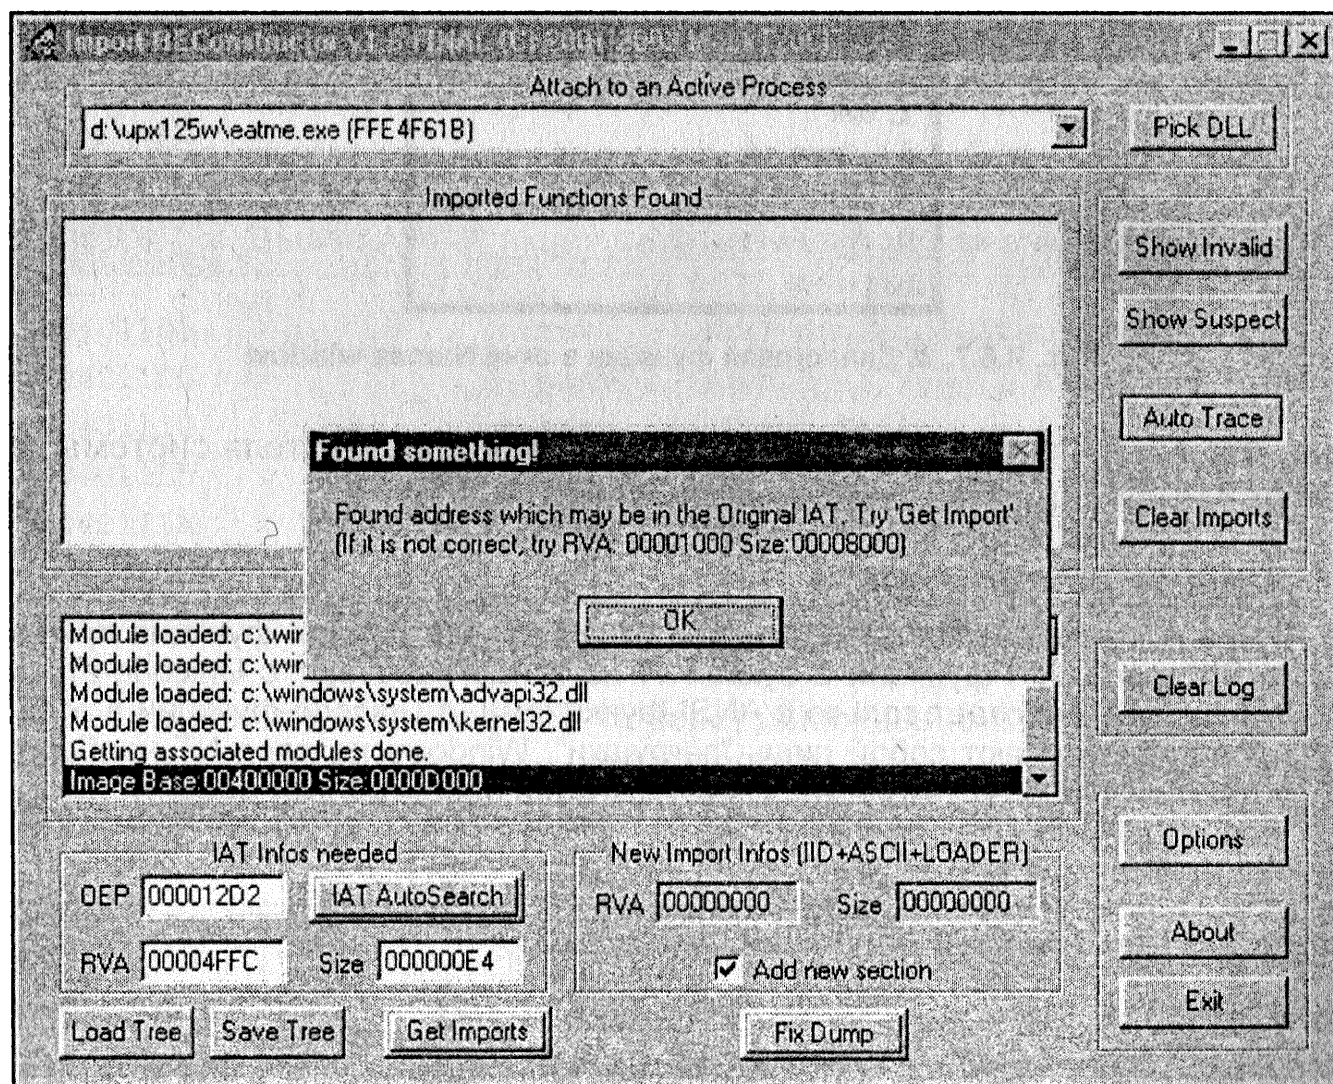 Import REConstructor v1.
Attach to an Active Process
d:\upx125w\eatme.exe (FFE4F61B)
Pick DLL
Imported Functions Found
Show Invalid
Show Suspect
Auto Trace
Clear Imports
Found something!
Found address which may be in the Original IAT. Try 'Get Import'.
(If it is not correct, try RVA: 00001000 Size:00008000)
OK
Module loaded: c:\win
Module loaded: c:\win
Module loaded: c:\windows\system\advapi32.dll
Module loaded: c:\windows\system\kernel32.dll
Getting associated modules done.
Image Base:00400000 Size:0000D000
Clear Log
IAT Infos needed
OEP 000012D2 IAT AutoSearch
RVA 00004FFC Size 000000E4
New Import Infos (IID+ASCII+LOADER)
RVA 00000000 Size 00000000
Add new section
Options
About
Exit
Load Tree Save Tree Get Imports Fix Dump